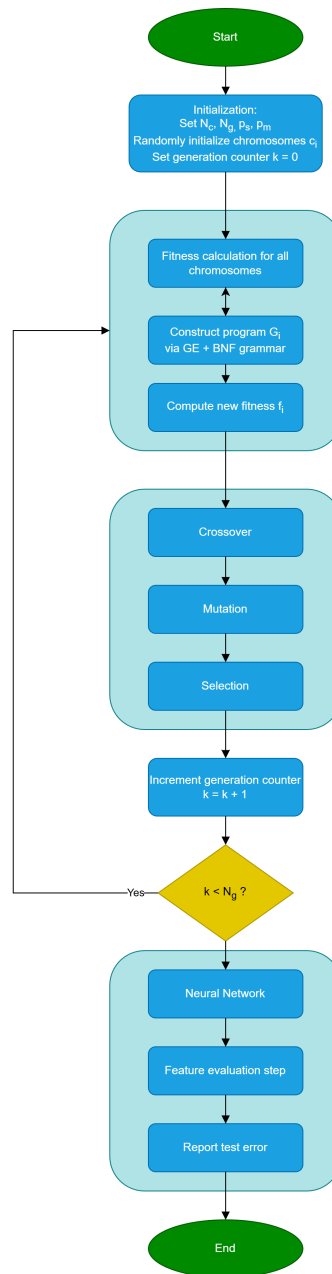 Start
Initialization:
Set N_c, N_g, p_s, p_m
Randomly initialize chromosomes c_i
Set generation counter k = 0
Fitness calculation for all
chromosomes
Construct program G_i
via GE + BNF grammar
Compute new fitness f_i
Crossover
Mutation
Selection
Increment generation counter
k = k + 1
k < N_g ?
Yes
Neural Network
Feature evaluation step
Report test error
End